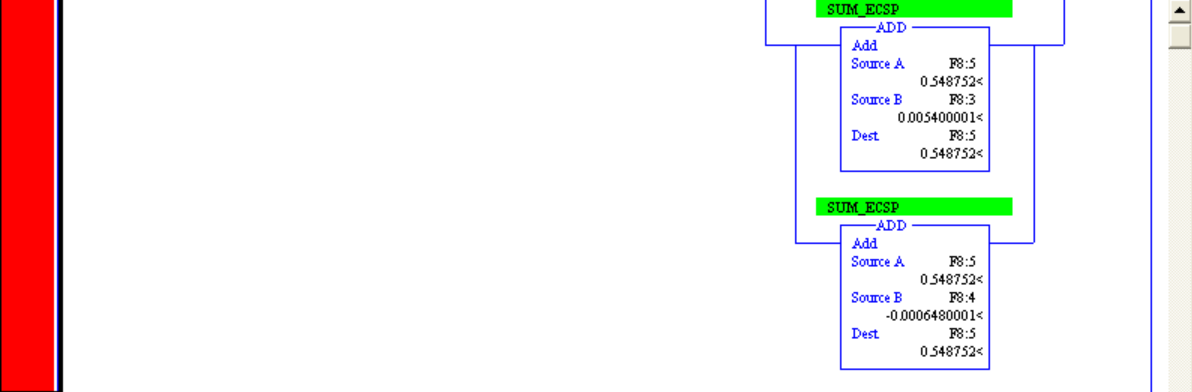 SUM_ECSP
ADD
Add
Source A F8:5
0.548752<
Source B F8:3
0.005400001<
Dest F8:5
0.548752<
SUM_ECSP
ADD
Add
Source A F8:5
0.548752<
Source B F8:4
-0.0006480001<
Dest F8:5
0.548752<